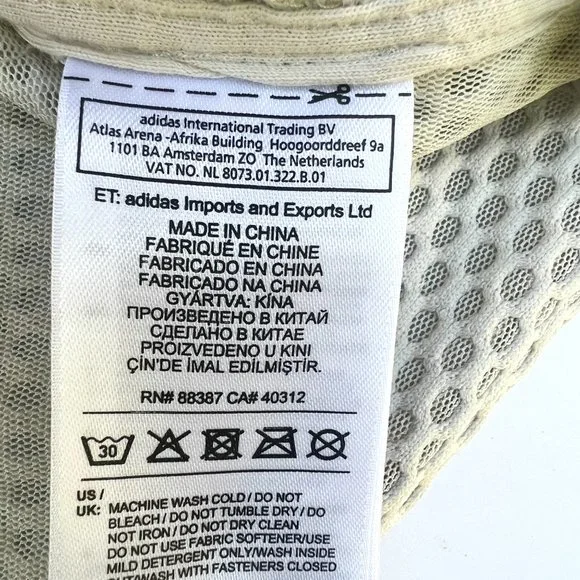 adidas International Trading BV
Atlas Arena -Afrika Building Hoogoorddreef 9a
1101 BA Amsterdam ZO The Netherlands
VAT NO. NL 8073.01.322.B.01
ET: adidas Imports and Exports Ltd
MADE IN CHINA
FABRIQUÉ EN CHINE
FABRICADO EN CHINA
FABRICADO NA CHINA
GYÁRTVA: KÍNA
ПРОИЗВЕДЕНО В КИТАЙ
СДЕЛАНО В КИТАЕ
PROIZVEDENO U KINI
ÇİN'DE İMAL EDİLMİŞTİR.
RN# 88387 CA# 40312
30
US /
UK: MACHINE WASH COLD / DO NOT
BLEACH / DO NOT TUMBLE DRY / DO
NOT IRON / DO NOT DRY CLEAN
DO NOT USE FABRIC SOFTENER/USE
MILD DETERGENT ONLY/WASH INSIDE
OUT/WASH WITH FASTENERS CLOSED